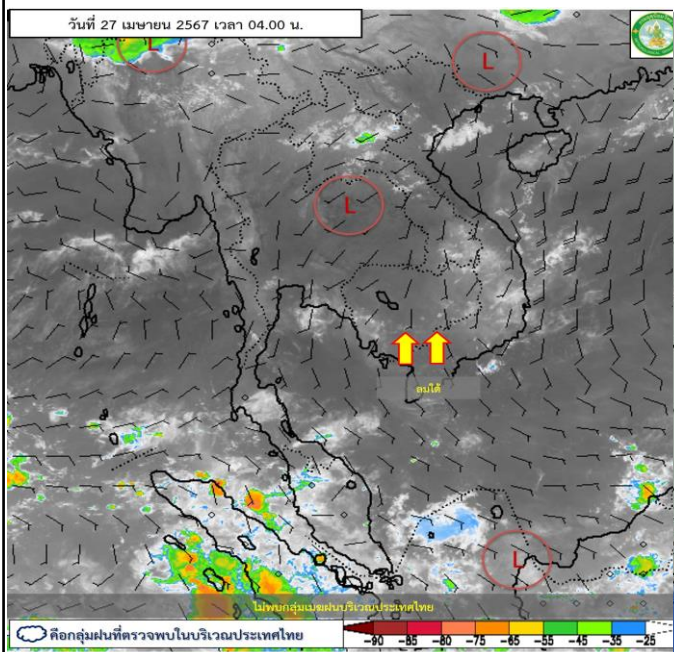 วันที่ 27 เมษายน 2567 เวลา 04.00 น.
L
L
L
ลมใต้
L
ไม่พบกลุ่มเมฆฝนบริเวณประเทศไทย
คือกลุ่มฝนที่ตรวจพบในบริเวณประเทศไทย
-90 -85 -80 -75 -65 -55 -45 -35 -25